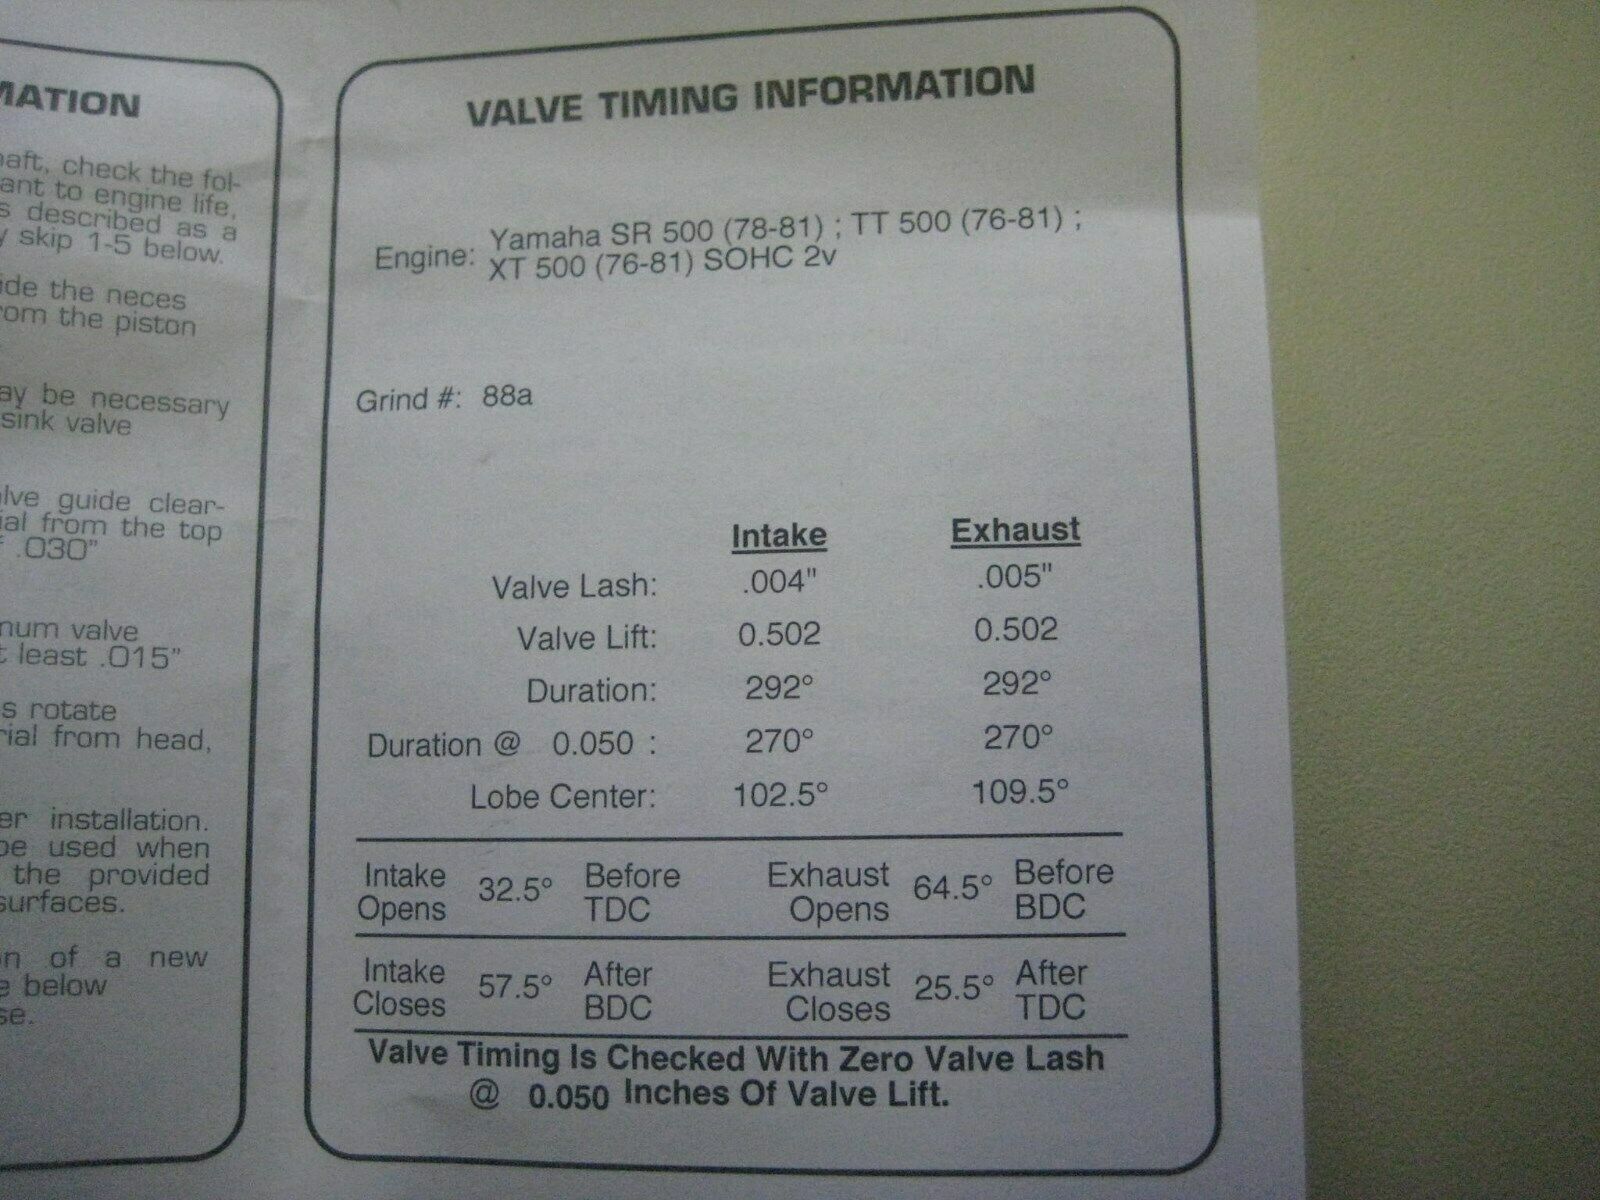 MATION
haft, check the fol-
ant to engine life,
s described as a
y skip 1-5 below.
ide the neces
rom the piston
ay be necessary
sink valve
alve guide clear-
ial from the top
f .030"
mum valve
t least .015"
s rotate
rial from head,
er installation.
be used when
the provided
surfaces.
on of a new
e below
se.
VALVE TIMING INFORMATION
Engine: Yamaha SR 500 (78-81) ; TT 500 (76-81) ;
XT 500 (76-81) SOHC 2v
Grind #: 88a
Intake Exhaust
Valve Lash: .004" .005"
Valve Lift: 0.502 0.502
Duration: 292° 292°
Duration @ 0.050 : 270° 270°
Lobe Center: 102.5° 109.5°
Intake Opens 32.5° Before TDC Exhaust Opens 64.5° Before BDC
Intake Closes 57.5° After BDC Exhaust Closes 25.5° After TDC
Valve Timing Is Checked With Zero Valve Lash
@ 0.050 Inches Of Valve Lift.